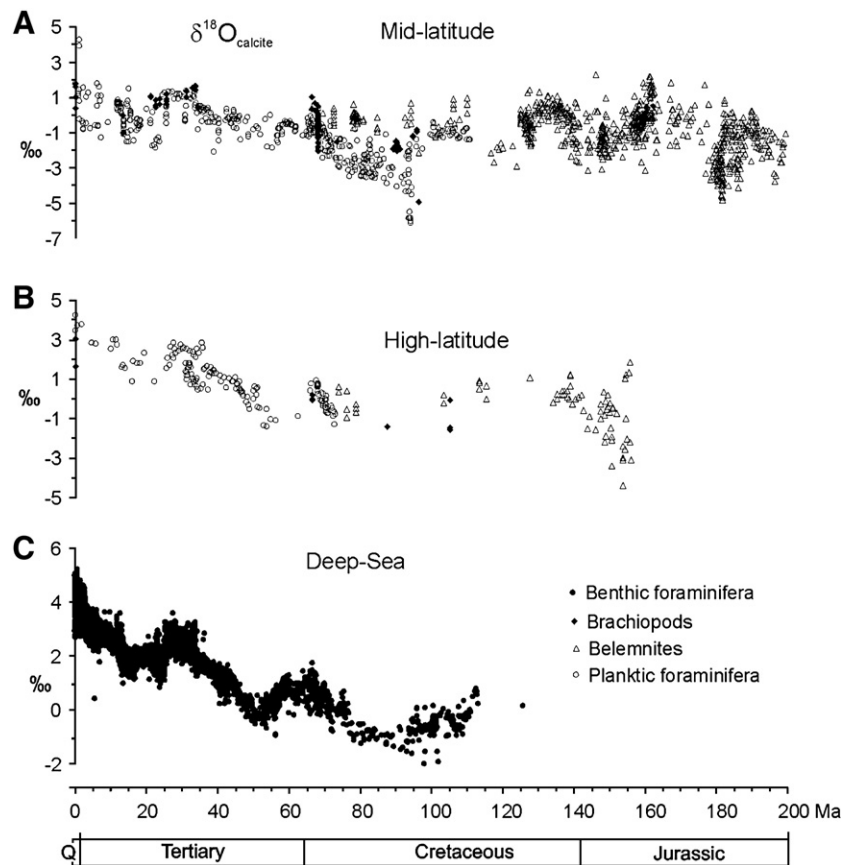 A
δ18Ocalcite
Mid-latitude
5
3
1
-1
‰
-3
-5
-7
B
High-latitude
5
3
1
‰
-1
-3
-5
C
Deep-Sea
6
4
2
‰
0
-2
Benthic foraminifera
Brachiopods
Belemnites
Planktic foraminifera
0 20 40 60 80 100 120 140 160 180 200 Ma
Q Tertiary Cretaceous Jurassic